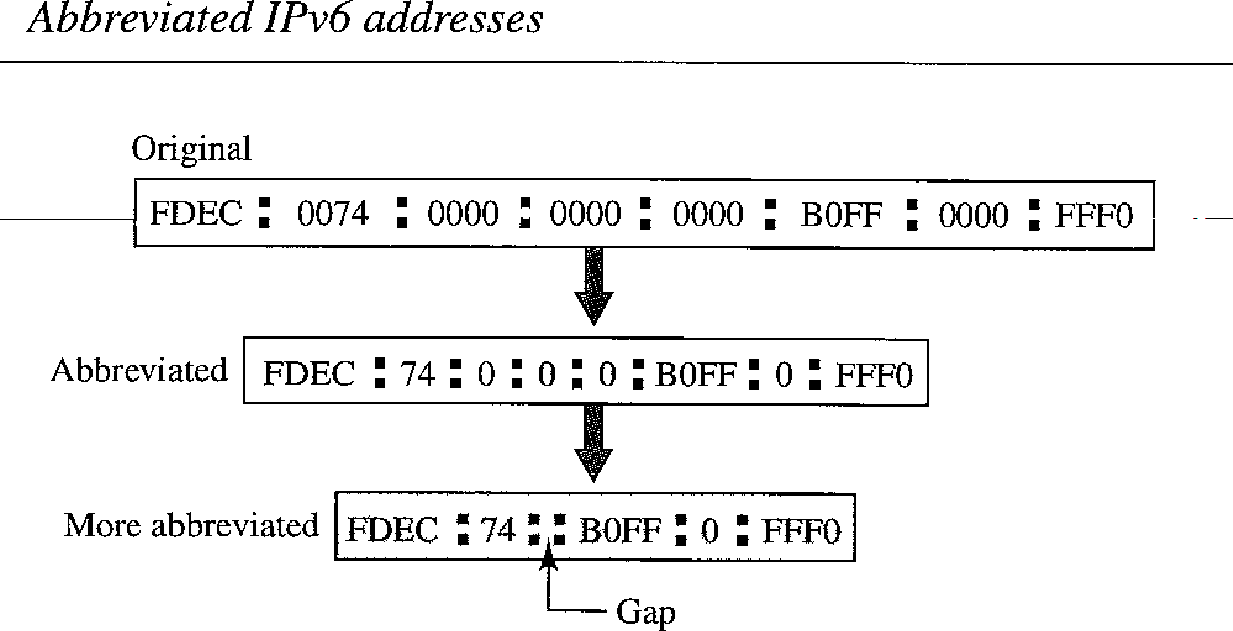 Abbreviated IPv6 addresses
Original
FDEC : 0074 : 0000 : 0000 : 0000 : B0FF : 0000 : FFF0
Abbreviated FDEC : 74 : 0 : 0 : 0 : B0FF : 0 : FFF0
More abbreviated FDEC : 74 : : B0FF : 0 : FFF0
Gap